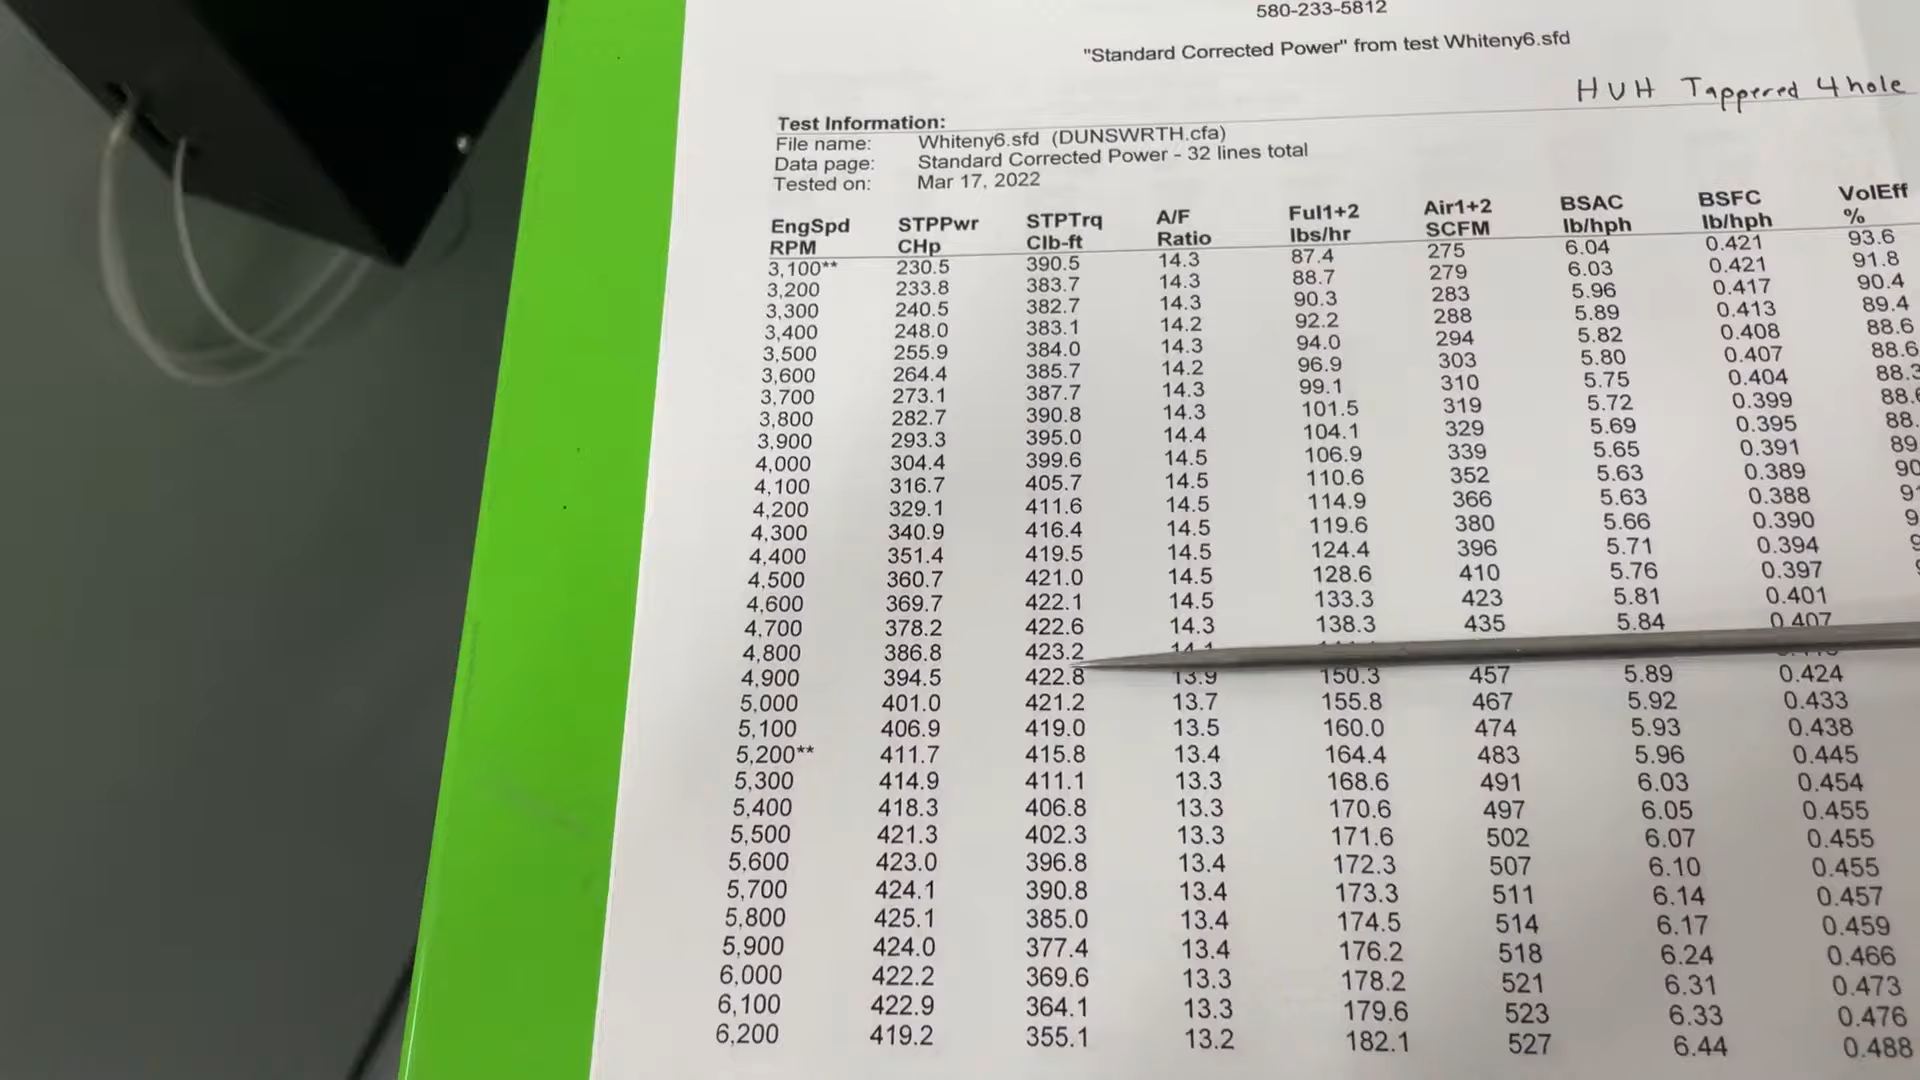 580-233-5812
"Standard Corrected Power" from test Whiteny6.sfd
HVH Tappered 4 hole
Test Information:
File name: Whiteny6.sfd (DUNSWRTH.cfa)
Data page: Standard Corrected Power - 32 lines total
Tested on: Mar 17, 2022
EngSpd STPPwr STPTrq A/F Ful1+2 Air1+2 BSAC BSFC VolEff
RPM CHp Clb-ft Ratio lbs/hr SCFM lb/hph lb/hph %
3,100** 230.5 390.5 14.3 87.4 275 6.04 0.421 93.6
3,200 233.8 383.7 14.3 88.7 279 6.03 0.421 91.8
3,300 240.5 382.7 14.3 90.3 283 5.96 0.417 90.4
3,400 248.0 383.1 14.2 92.2 288 5.89 0.413 89.4
3,500 255.9 384.0 14.3 94.0 294 5.82 0.408 88.6
3,600 264.4 385.7 14.2 96.9 303 5.80 0.407 88.6
3,700 273.1 387.7 14.3 99.1 310 5.75 0.404 88.3
3,800 282.7 390.8 14.3 101.5 319 5.72 0.399 88.6
3,900 293.3 395.0 14.4 104.1 329 5.69 0.395 88.
4,000 304.4 399.6 14.5 106.9 339 5.65 0.391 89
4,100 316.7 405.7 14.5 110.6 352 5.63 0.389 90
4,200 329.1 411.6 14.5 114.9 366 5.63 0.388
4,300 340.9 416.4 14.5 119.6 380 5.66 0.390
4,400 351.4 419.5 14.5 124.4 396 5.71 0.394
4,500 360.7 421.0 14.5 128.6 410 5.76 0.397
4,600 369.7 422.1 14.5 133.3 423 5.81 0.401
4,700 378.2 422.6 14.3 138.3 435 5.84 0.407
4,800 386.8 423.2 14.1
4,900 394.5 422.8 13.9 150.3 457 5.89 0.424
5,000 401.0 421.2 13.7 155.8 467 5.92 0.433
5,100 406.9 419.0 13.5 160.0 474 5.93 0.438
5,200** 411.7 415.8 13.4 164.4 483 5.96 0.445
5,300 414.9 411.1 13.3 168.6 491 6.03 0.454
5,400 418.3 406.8 13.3 170.6 497 6.05 0.455
5,500 421.3 402.3 13.3 171.6 502 6.07 0.455
5,600 423.0 396.8 13.4 172.3 507 6.10 0.455
5,700 424.1 390.8 13.4 173.3 511 6.14 0.457
5,800 425.1 385.0 13.4 174.5 514 6.17 0.459
5,900 424.0 377.4 13.4 176.2 518 6.24 0.466
6,000 422.2 369.6 13.3 178.2 521 6.31 0.473
6,100 422.9 364.1 13.3 179.6 523 6.33 0.476
6,200 419.2 355.1 13.2 182.1 527 6.44 0.488